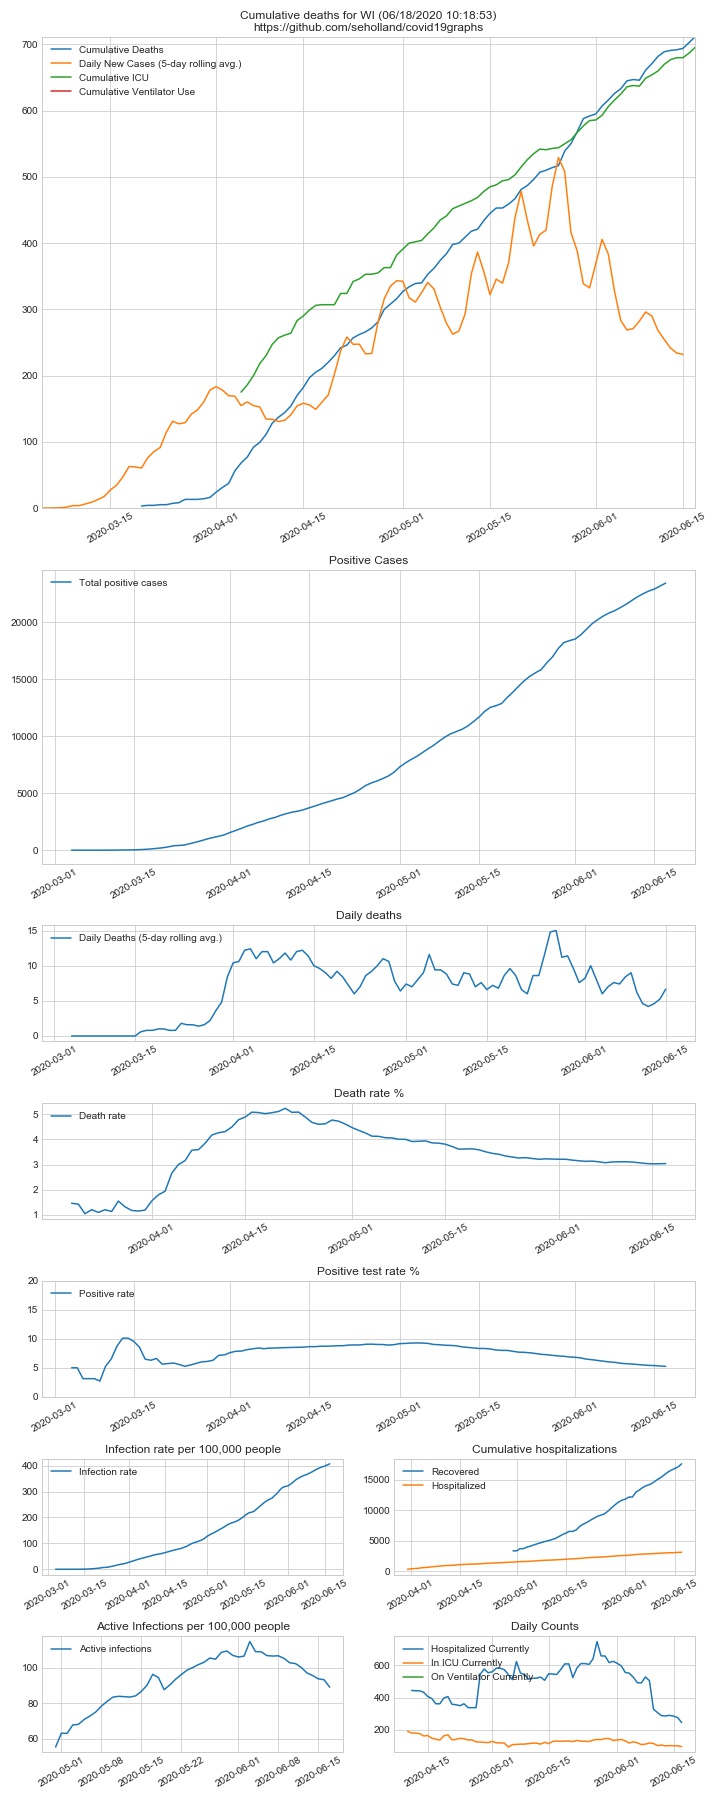 Cumulative deaths for WI (06/18/2020 10:18:53)
https://github.com/seholland/covid19graphs
Cumulative Deaths
Daily New Cases (5-day rolling avg.)
Cumulative ICU
Cumulative Ventilator Use
700
600
500
400
300
200
100
0
2020-03-15 2020-04-01 2020-04-15 2020-05-01 2020-05-15 2020-06-01 2020-06-15
Positive Cases
Total positive cases
20000
15000
10000
5000
0
2020-03-01 2020-03-15 2020-04-01 2020-04-15 2020-05-01 2020-05-15 2020-06-01 2020-06-15
Daily deaths
Daily Deaths (5-day rolling avg.)
15
10
5
0
2020-03-01 2020-03-15 2020-04-01 2020-04-15 2020-05-01 2020-05-15 2020-06-01 2020-06-15
Death rate %
Death rate
5
4
3
2
1
2020-04-01 2020-04-15 2020-05-01 2020-05-15 2020-06-01 2020-06-15
Positive test rate %
Positive rate
20
15
10
5
0
2020-03-01 2020-03-15 2020-04-01 2020-04-15 2020-05-01 2020-05-15 2020-06-01 2020-06-15
Infection rate per 100,000 people
Infection rate
400
300
200
100
0
2020-03-01 2020-03-15 2020-04-01 2020-04-15 2020-05-01 2020-05-15 2020-06-01 2020-06-15
Cumulative hospitalizations
Recovered
Hospitalized
15000
10000
5000
0
2020-04-01 2020-04-15 2020-05-01 2020-05-15 2020-06-01 2020-06-15
Active Infections per 100,000 people
Active infections
100
80
60
2020-05-01 2020-05-08 2020-05-15 2020-05-22 2020-06-01 2020-06-08 2020-06-15
Daily Counts
Hospitalized Currently
In ICU Currently
On Ventilator Currently
600
400
200
2020-04-15 2020-05-01 2020-05-15 2020-06-01 2020-06-15